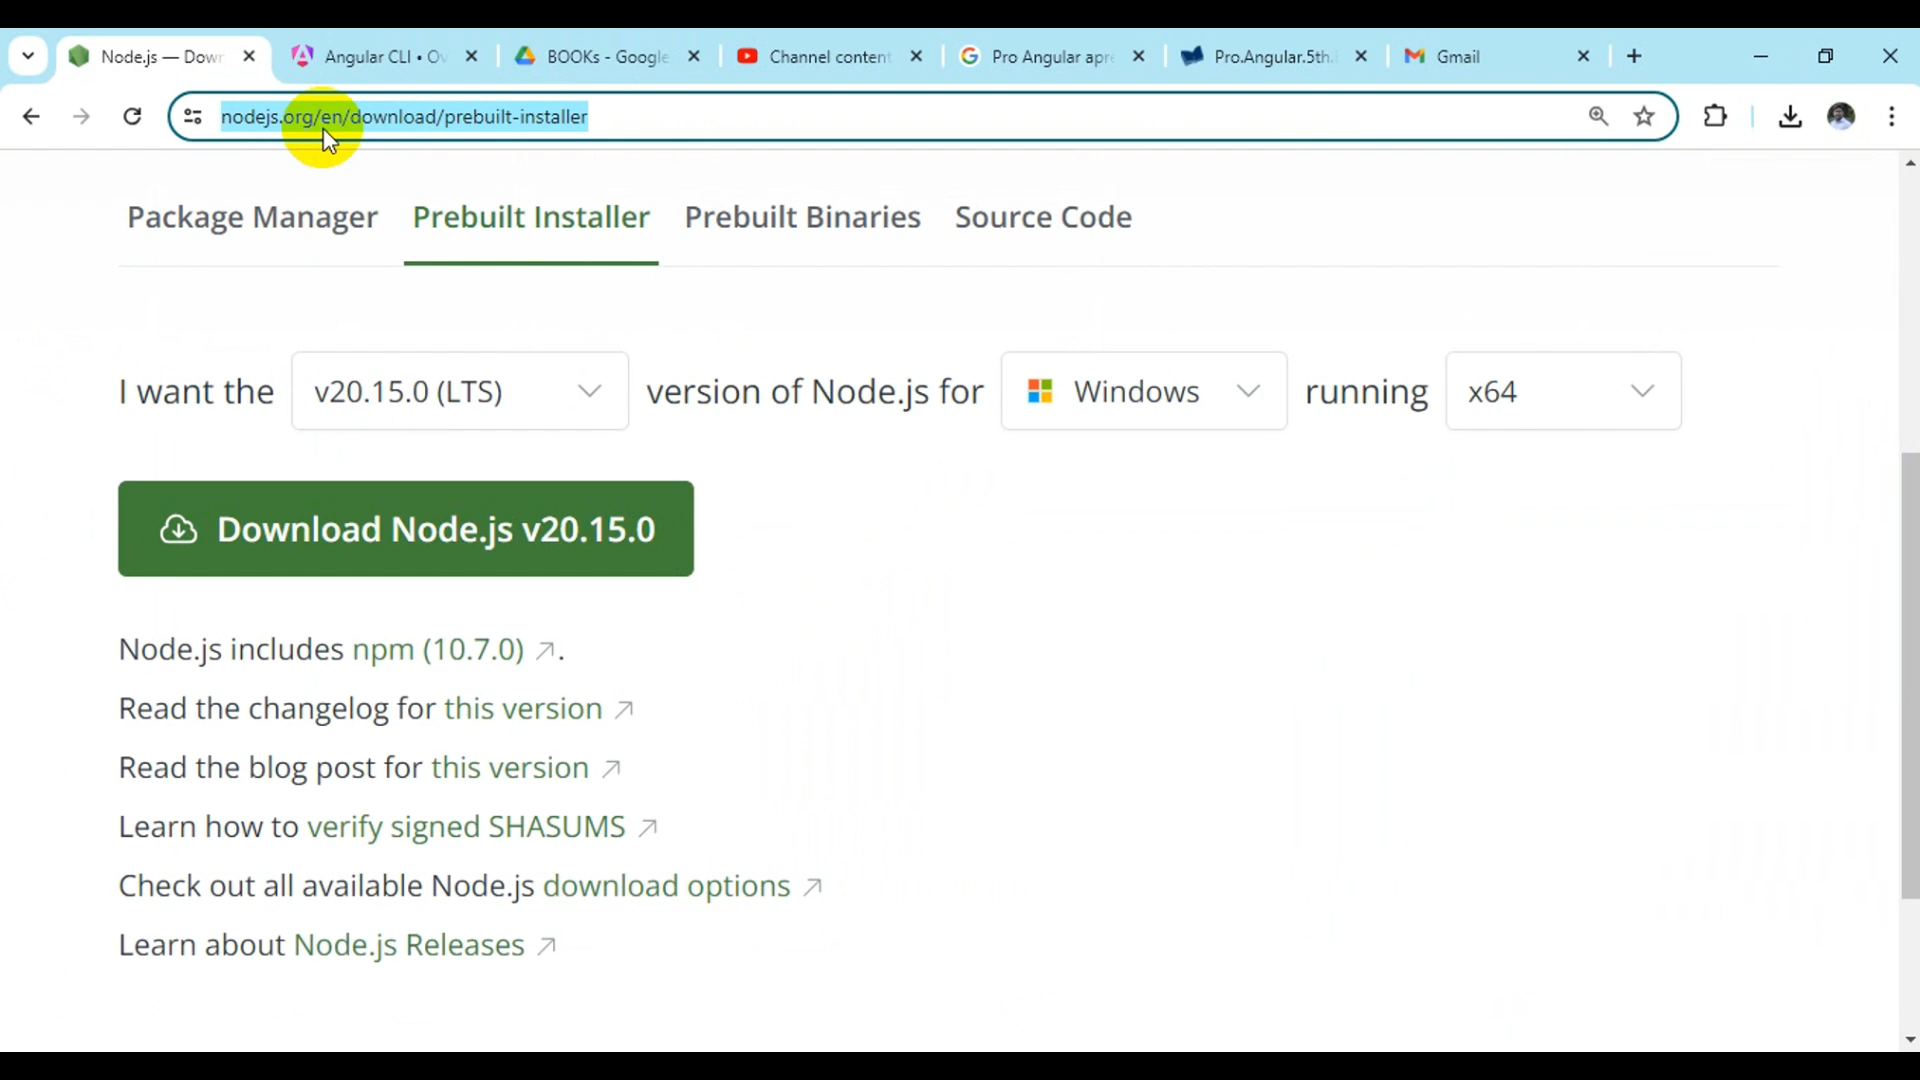 Node.js — Dow
Angular CLI • Ov
BOOKs - Google
Channel content
Pro Angular apre
Pro.Angular.5th.
Gmail
nodejs.org/en/download/prebuilt-installer
Package Manager
Prebuilt Installer
Prebuilt Binaries
Source Code
I want the v20.15.0 (LTS) version of Node.js for Windows running x64
Download Node.js v20.15.0
Node.js includes npm (10.7.0) ↗.
Read the changelog for this version ↗
Read the blog post for this version ↗
Learn how to verify signed SHASUMS ↗
Check out all available Node.js download options ↗
Learn about Node.js Releases ↗